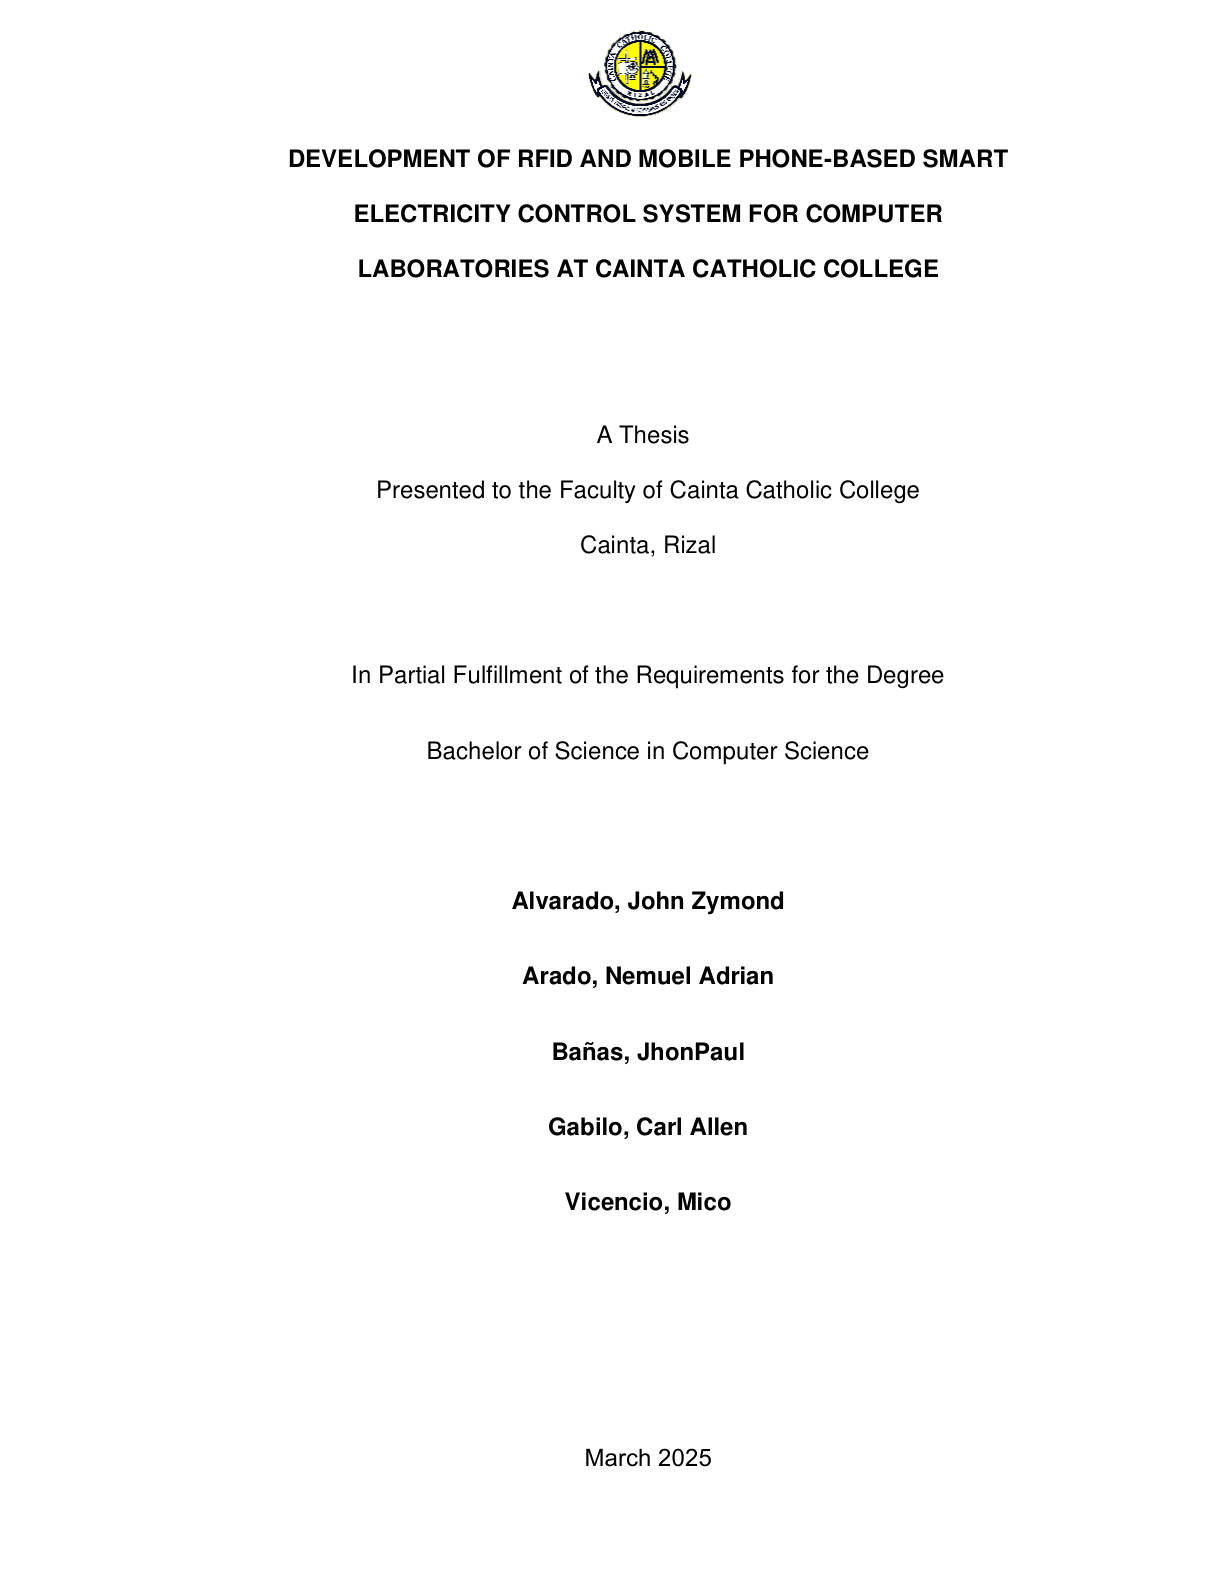 CAINTA CATHOLIC COLLEGE
RIZAL
DEVELOPMENT OF RFID AND MOBILE PHONE-BASED SMART
ELECTRICITY CONTROL SYSTEM FOR COMPUTER
LABORATORIES AT CAINTA CATHOLIC COLLEGE
A Thesis
Presented to the Faculty of Cainta Catholic College
Cainta, Rizal
In Partial Fulfillment of the Requirements for the Degree
Bachelor of Science in Computer Science
Alvarado, John Zymond
Arado, Nemuel Adrian
Bañas, JhonPaul
Gabilo, Carl Allen
Vicencio, Mico
March 2025